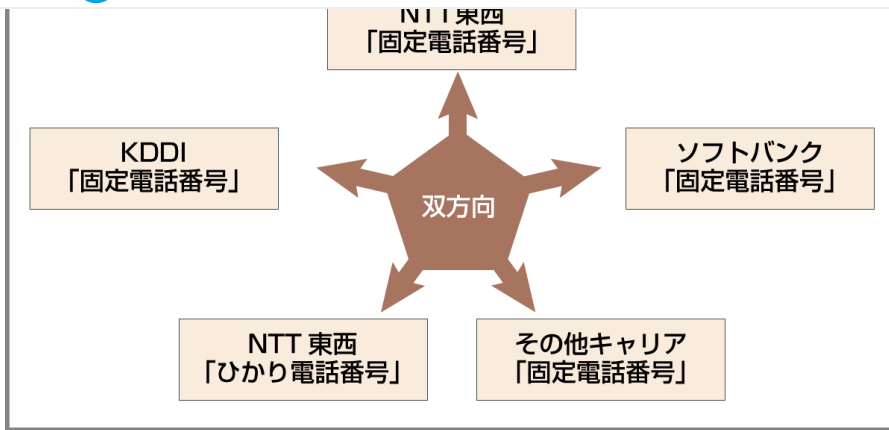 NTT東西
「固定電話番号」
KDDI
「固定電話番号」
ソフトバンク
「固定電話番号」
双方向
NTT 東西
「ひかり電話番号」
その他キャリア
「固定電話番号」